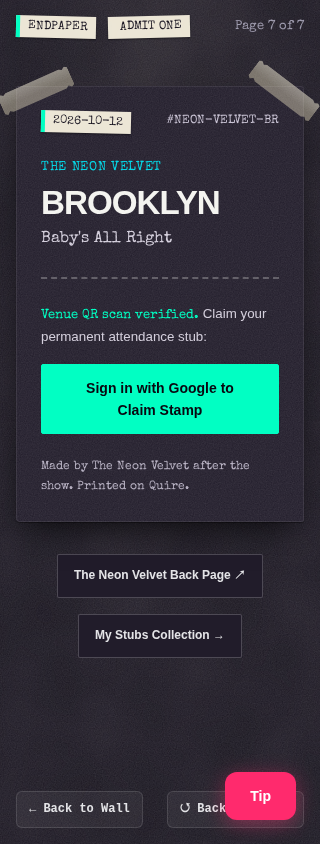 ENDPAPER
ADMIT ONE
Page 7 of 7
2026-10-12
#NEON-VELVET-BR
THE NEON VELVET
BROOKLYN
Baby's All Right
Venue QR scan verified. Claim your
permanent attendance stub:
Sign in with Google to
Claim Stamp
Made by The Neon Velvet after the
show. Printed on Quire.
The Neon Velvet Back Page ↗
My Stubs Collection →
← Back to Wall
↺ Back
Tip